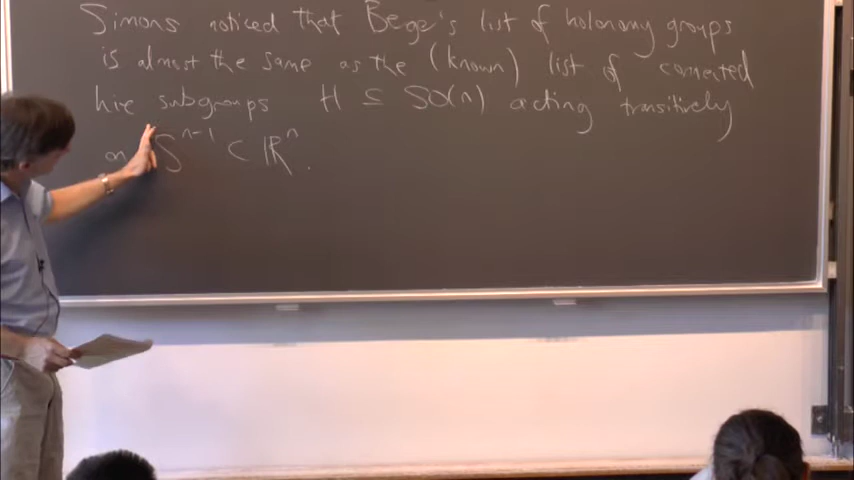 Simons noticed that Berger's list of holonomy groups
is almost the same as the (known) list of connected
Lie subgroups H ⊆ SO(n) acting transitively
on S^{n-1} ⊂ ℝ^n.